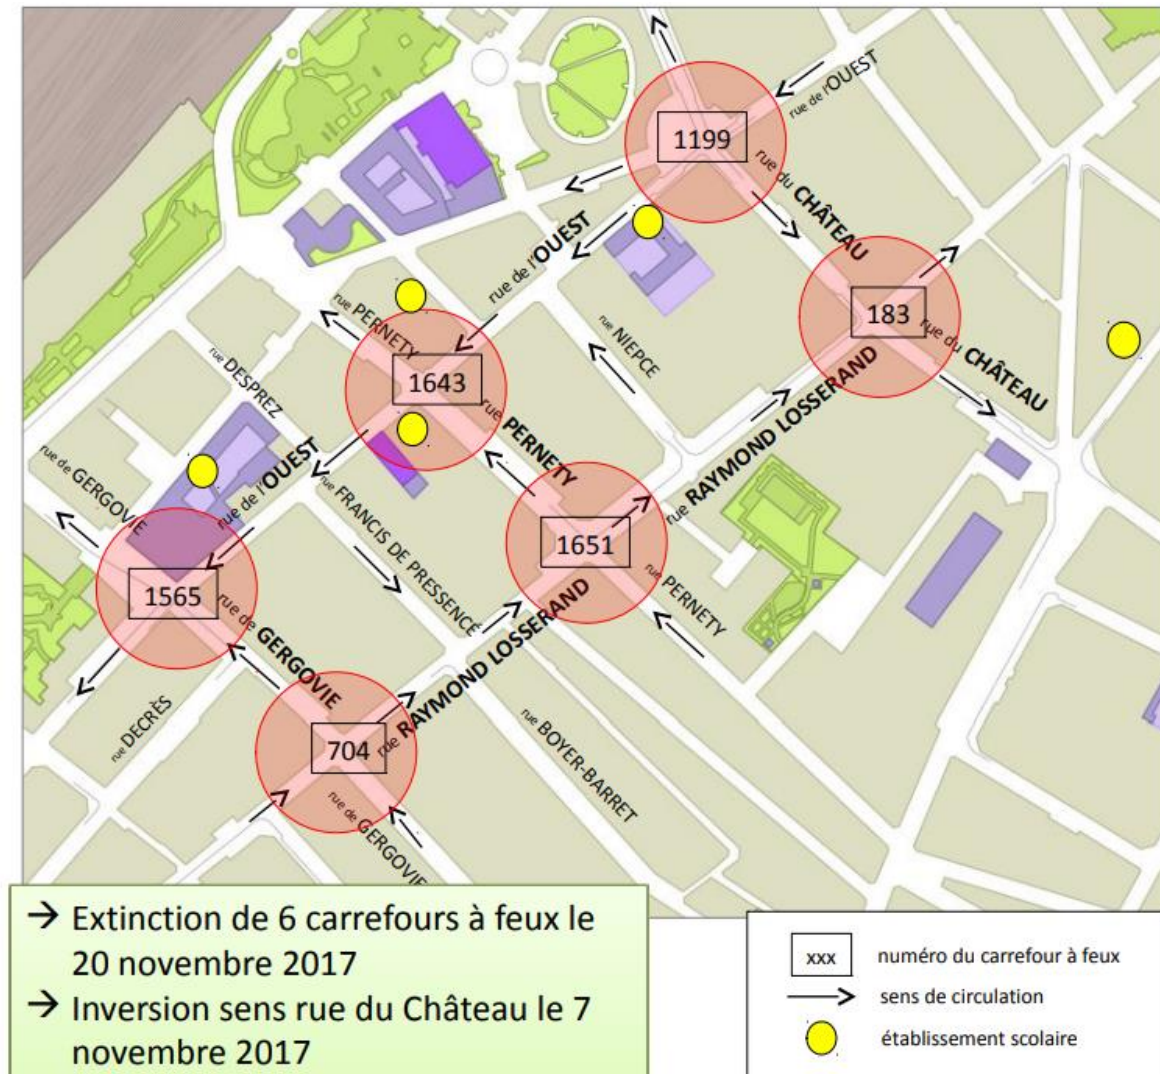 1199
rue de l'OUEST
rue du CHÂTEAU
rue de l'OUEST
183
rue du CHÂTEAU
rue PERNETY
rue NIEPCE
1643
rue DESPREZ
rue PERNETY
rue RAYMOND LOSSERAND
rue de GERGOVIE
rue de l'OUEST
rue FRANCIS DE PRESSENCÉ
1651
rue PERNETY
1565
rue de GERGOVIE
rue RAYMOND LOSSERAND
rue DECRÈS
704
rue BOYER-BARRET
rue de GERGOVIE
→ Extinction de 6 carrefours à feux le
20 novembre 2017
→ Inversion sens rue du Château le 7
novembre 2017
xxx numéro du carrefour à feux
sens de circulation
établissement scolaire